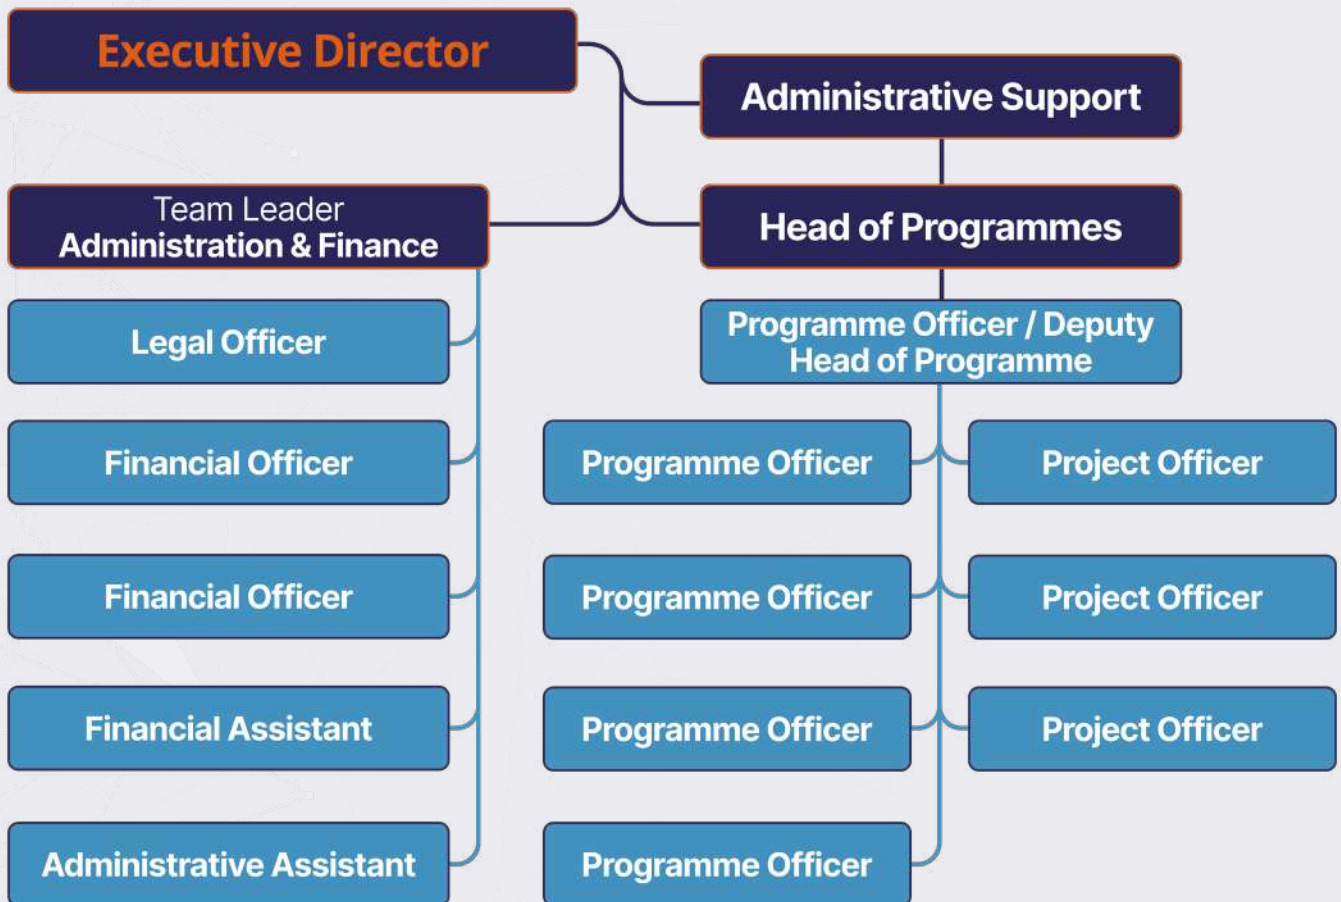 Executive Director
Administrative Support
Team Leader
Administration & Finance
Head of Programmes
Legal Officer
Programme Officer / Deputy
Head of Programme
Financial Officer
Programme Officer
Project Officer
Financial Officer
Programme Officer
Project Officer
Financial Assistant
Programme Officer
Project Officer
Administrative Assistant
Programme Officer